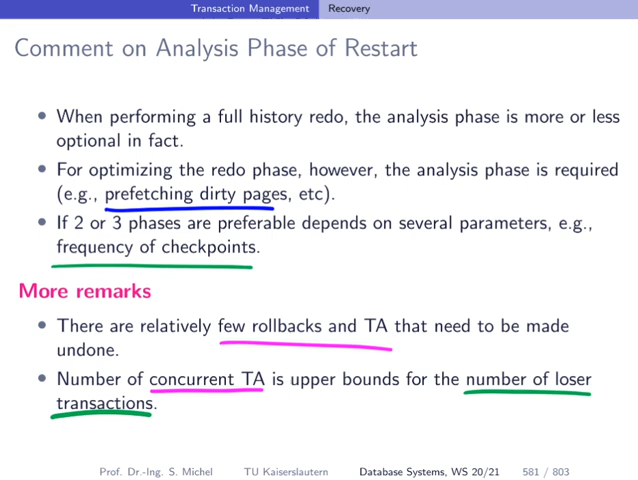 Transaction Management Recovery
Comment on Analysis Phase of Restart
• When performing a full history redo, the analysis phase is more or less
optional in fact.
• For optimizing the redo phase, however, the analysis phase is required
(e.g., prefetching dirty pages, etc).
• If 2 or 3 phases are preferable depends on several parameters, e.g.,
frequency of checkpoints.
More remarks
• There are relatively few rollbacks and TA that need to be made
undone.
• Number of concurrent TA is upper bounds for the number of loser
transactions.
Prof. Dr.-Ing. S. Michel TU Kaiserslautern Database Systems, WS 20/21 581 / 803